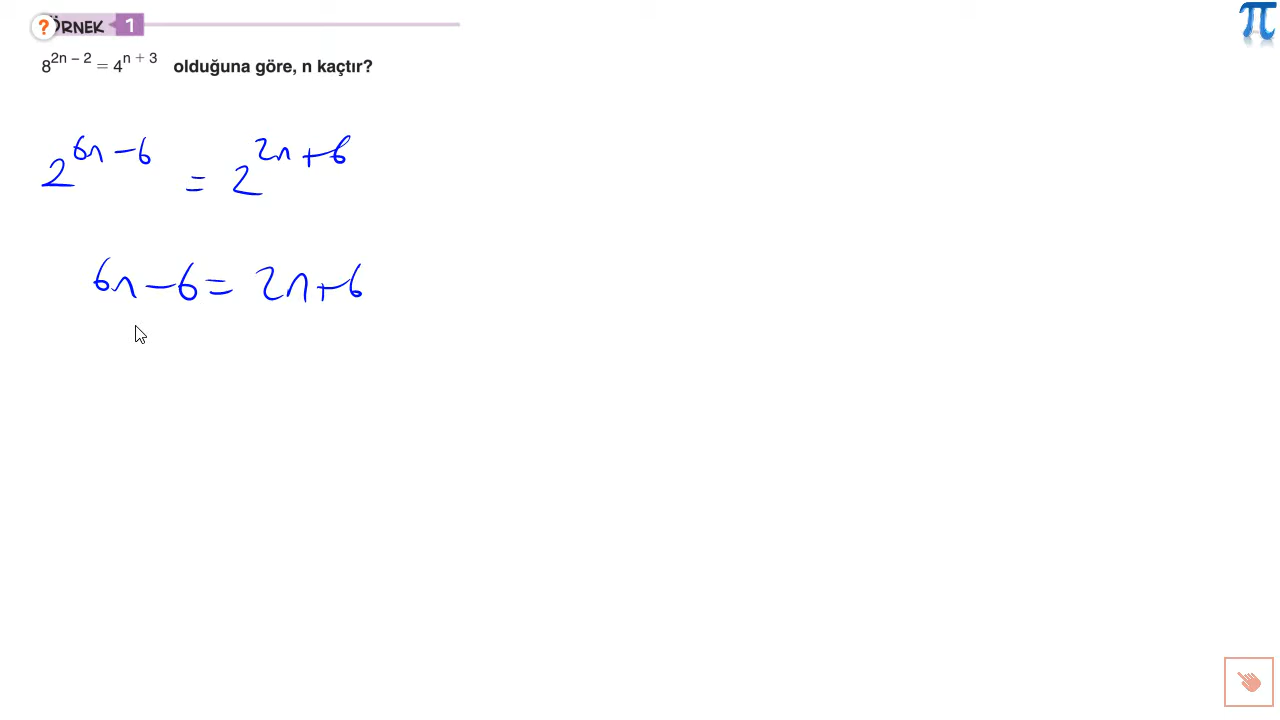 ÖRNEK 1
8^{2n – 2} = 4^{n + 3} olduğuna göre, n kaçtır?
2^{6n – 6} = 2^{2n + 6}
6n – 6 = 2n + 6